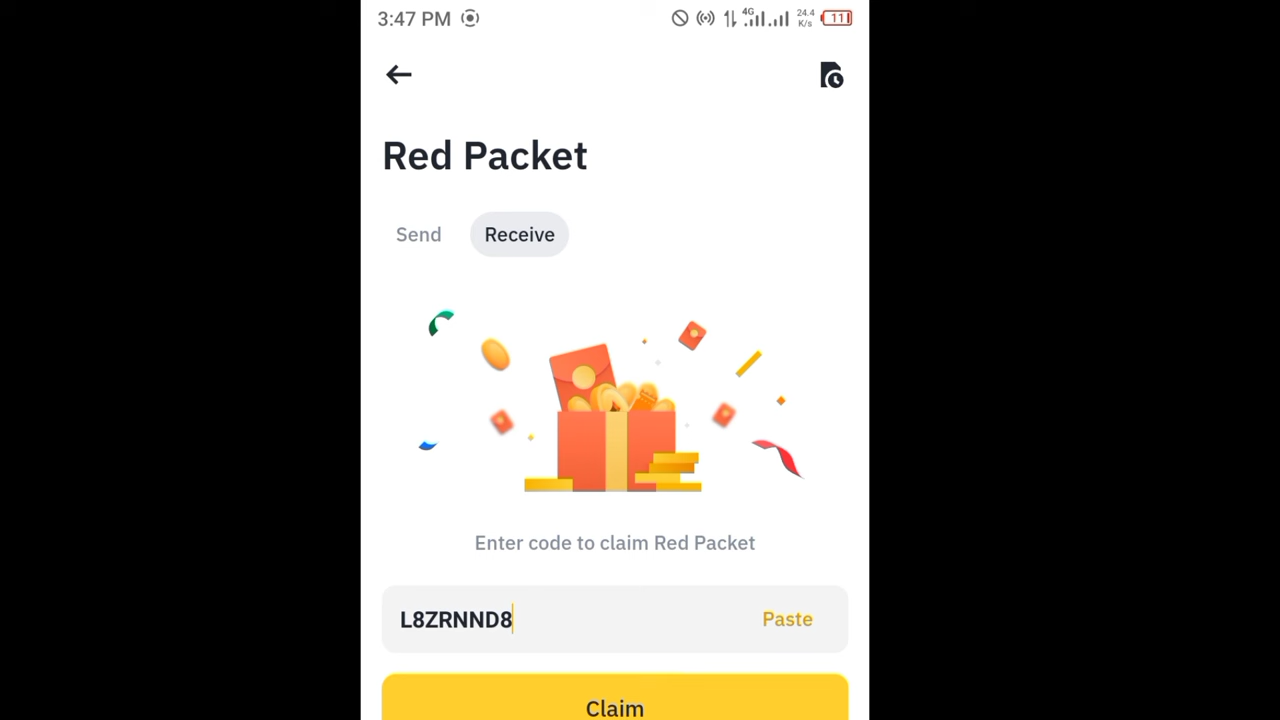 3:47 PM 4G 24.4 K/s 11
Red Packet
Send Receive
Enter code to claim Red Packet
L8ZRNND8 Paste
Claim